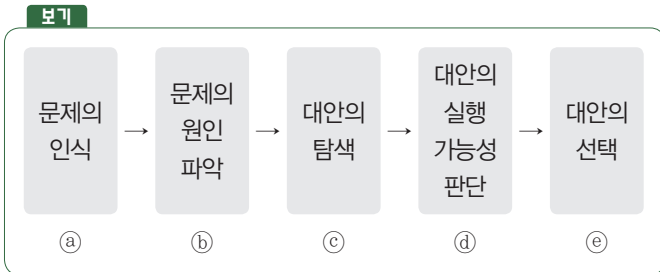 보기
문제의
인식
→
문제의
원인
파악
→
대안의
탐색
→
대안의
실행
가능성
판단
→
대안의
선택
ⓐ ⓑ ⓒ ⓓ ⓔ